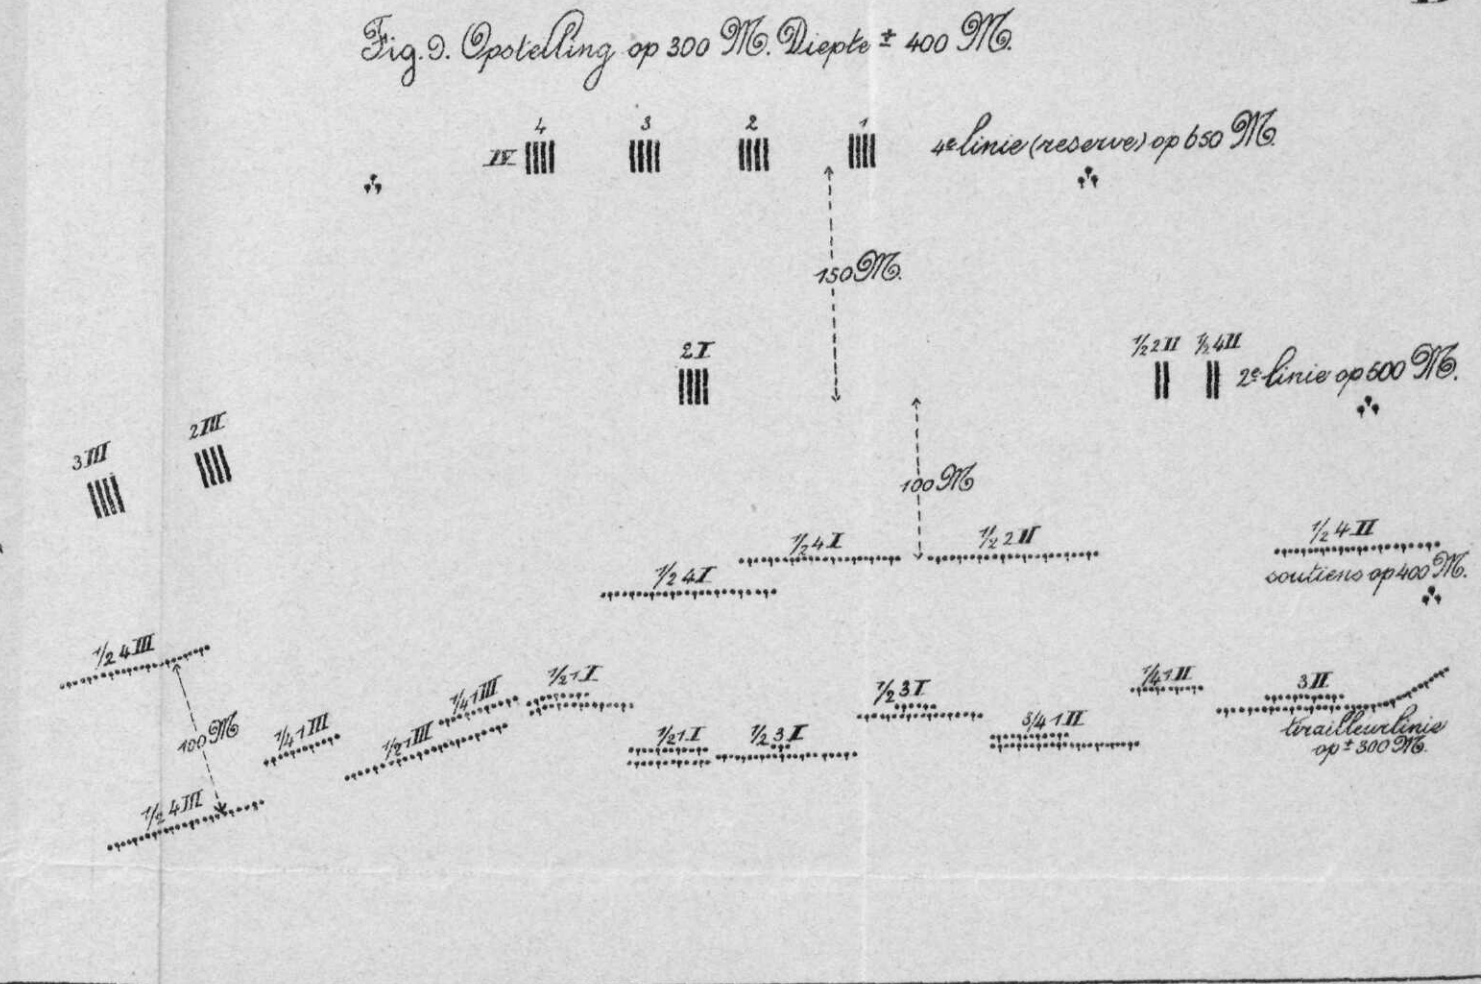 Fig. 9. Opstelling op 300 M. Diepte ± 400 M.
4 3 2 1
IV
4e linie (reserve) op 650 M.
150 M.
2 I
1/2 2 II 1/2 4 II
2e linie op 500 M.
3 III 2 III
100 M
1/2 4 I 1/2 2 II 1/2 4 II
soutiens op 400 M.
1/2 4 I
1/2 4 III
1/4 1 III 1/2 1 I 1/2 3 I 1/4 1 II 3 II
100 M
1/4 1 III 1/2 1 III 1/2 1 I 1/2 3 I 3/4 1 II
tirailleurlinie
op ± 300 M.
1/2 4 III